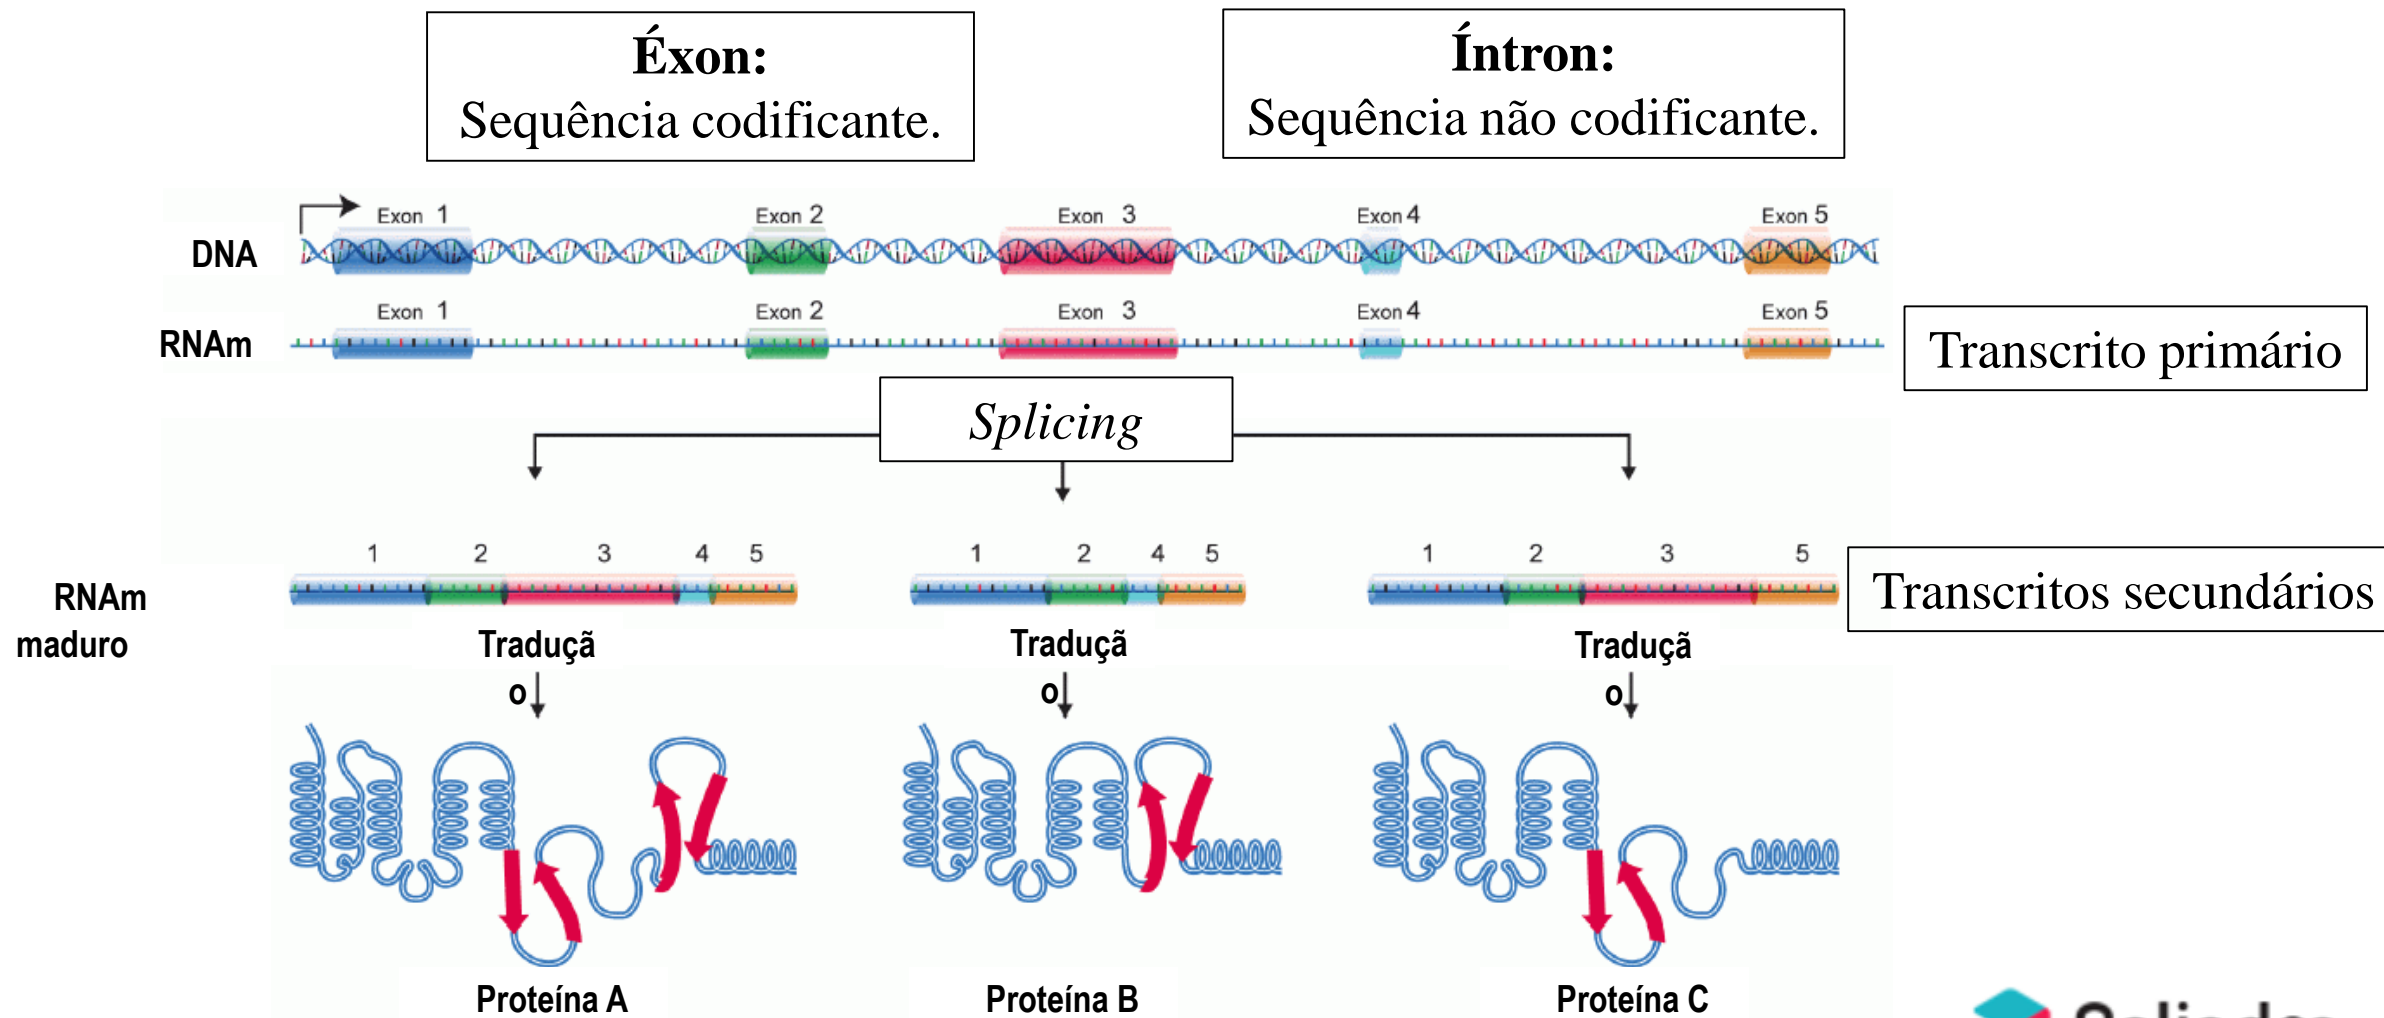 Éxon:
Sequência codificante.
Íntron:
Sequência não codificante.
Exon 1
Exon 2
Exon 3
Exon 4
Exon 5
DNA
Exon 1
Exon 2
Exon 3
Exon 4
Exon 5
RNAm
Transcrito primário
Splicing
1 2 3 4 5
1 2 4 5
1 2 3 5
RNAm
maduro
Transcritos secundários
Traduçã
o
Traduçã
o
Traduçã
o
Proteína A
Proteína B
Proteína C